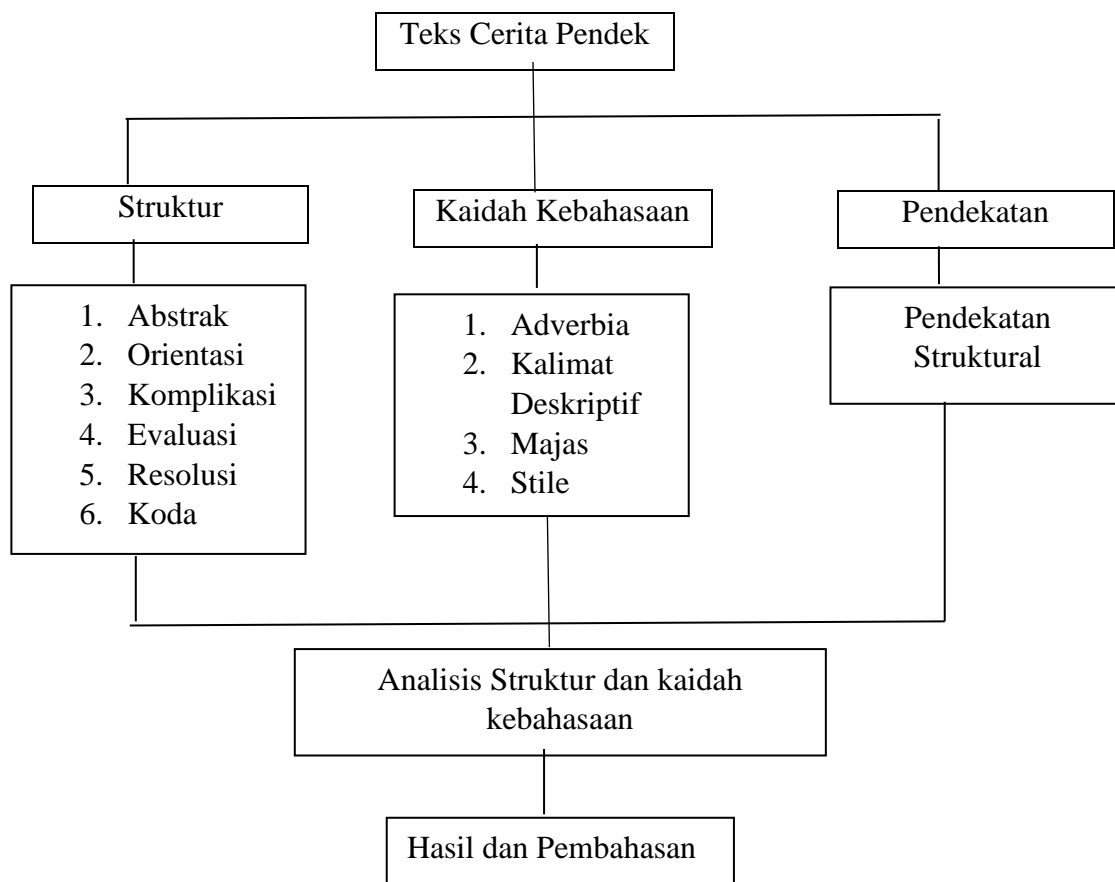 Teks Cerita Pendek
Struktur
Kaidah Kebahasaan
Pendekatan
1. Abstrak
2. Orientasi
3. Komplikasi
4. Evaluasi
5. Resolusi
6. Koda
1. Adverbia
2. Kalimat
Deskriptif
3. Majas
4. Stile
Pendekatan
Struktural
Analisis Struktur dan kaidah
kebahasaan
Hasil dan Pembahasan